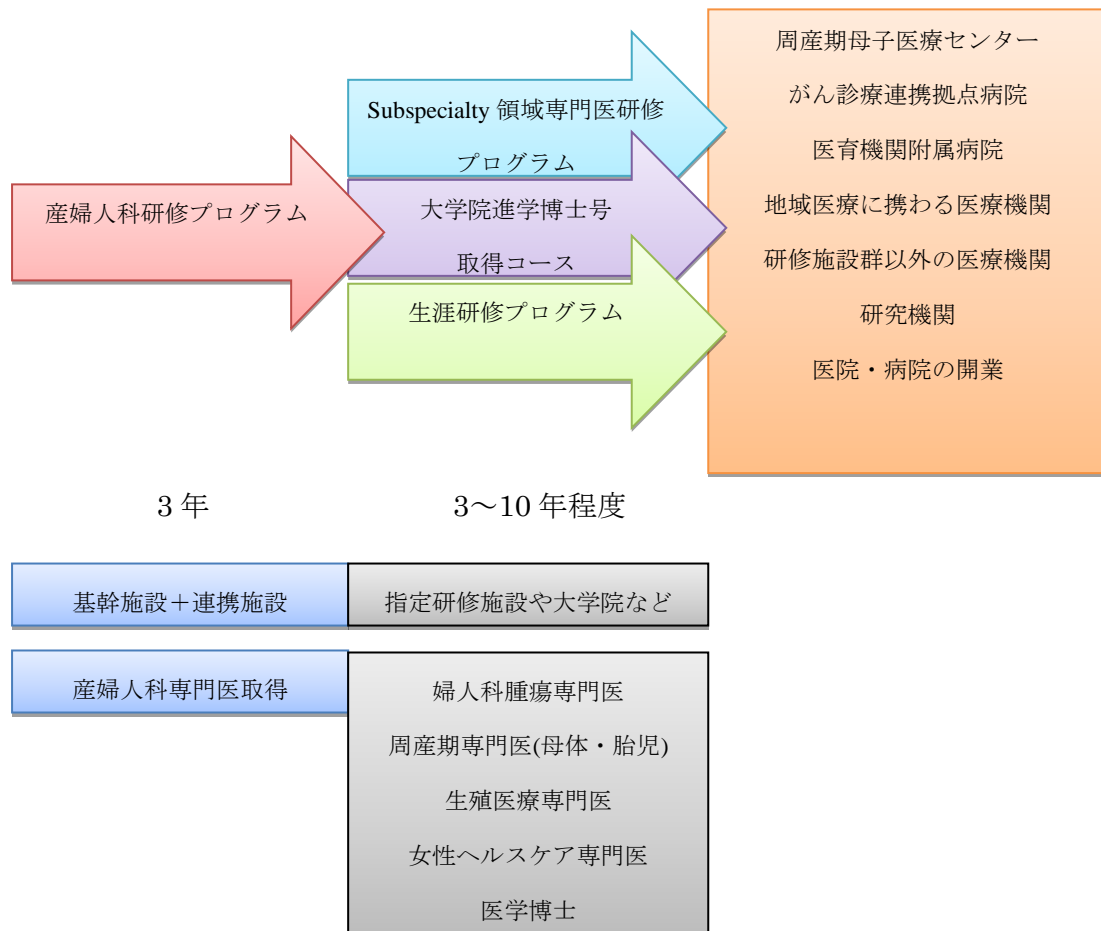 産婦人科研修プログラム
Subspecialty 領域専門医研修
プログラム
大学院進学博士号
取得コース
生涯研修プログラム
周産期母子医療センター
がん診療連携拠点病院
医育機関附属病院
地域医療に携わる医療機関
研修施設群以外の医療機関
研究機関
医院・病院の開業
3 年
3～10 年程度
基幹施設＋連携施設
指定研修施設や大学院など
産婦人科専門医取得
婦人科腫瘍専門医
周産期専門医(母体・胎児)
生殖医療専門医
女性ヘルスケア専門医
医学博士